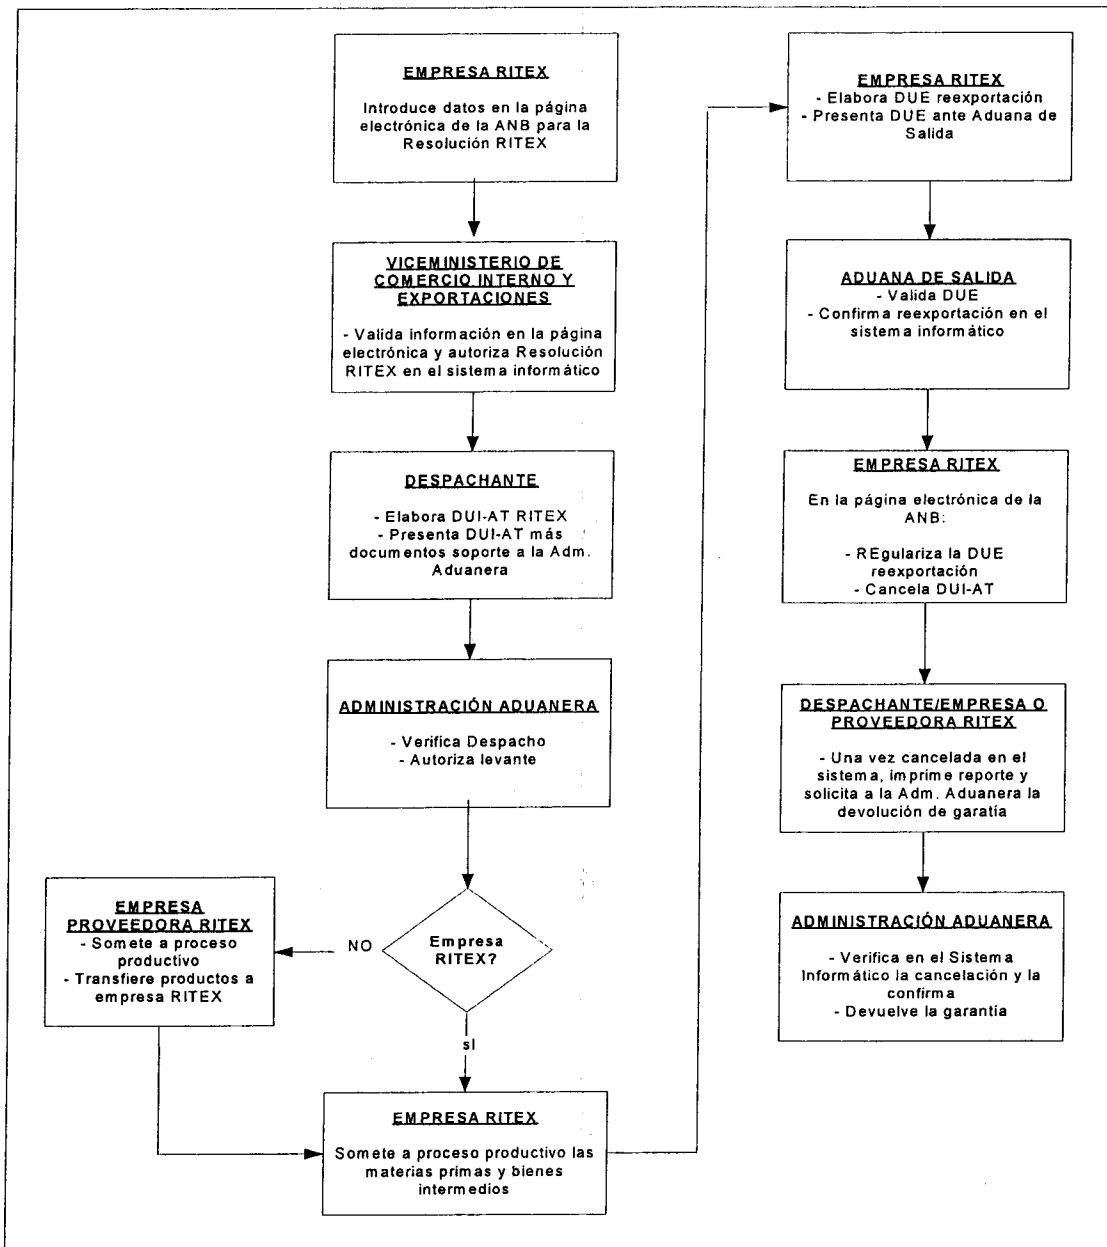 EMPRESA RITEX
Introduce datos en la página
electrónica de la ANB para la
Resolución RITEX
VICEMINISTERIO DE
COMERCIO INTERNO Y
EXPORTACIONES
- Valida información en la página
electrónica y autoriza Resolución
RITEX en el sistema informático
DESPACHANTE
- Elabora DUI-AT RITEX
- Presenta DUI-AT más
documentos soporte a la Adm.
Aduanera
ADMINISTRACIÓN ADUANERA
- Verifica Despacho
- Autoriza levante
Empresa
RITEX?
NO
EMPRESA
PROVEEDORA RITEX
- Somete a proceso
productivo
- Transfiere productos a
empresa RITEX
sI
EMPRESA RITEX
Somete a proceso productivo las
materias primas y bienes
intermedios
EMPRESA RITEX
- Elabora DUE reexportación
- Presenta DUE ante Aduana de
Salida
ADUANA DE SALIDA
- Valida DUE
- Confirma reexportación en el
sistema informático
EMPRESA RITEX
En la página electrónica de la
ANB:
- REgulariza la DUE
reexportación
- Cancela DUI-AT
DESPACHANTE/EMPRESA O
PROVEEDORA RITEX
- Una vez cancelada en el
sistema, imprime reporte y
solicita a la Adm. Aduanera la
devolución de garatía
ADMINISTRACIÓN ADUANERA
- Verifica en el Sistema
Informático la cancelación y la
confirma
- Devuelve la garantía